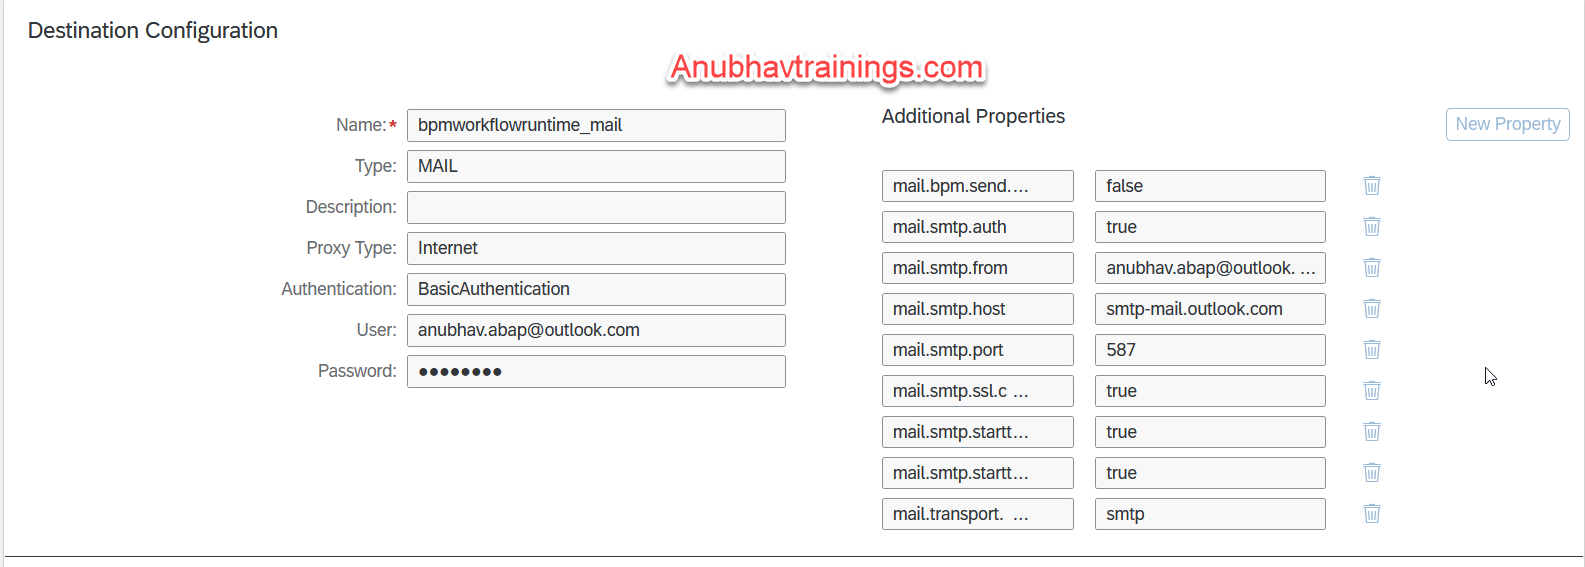 Destination Configuration
Anubhavtrainings.com
Name:* bpmworkflowruntime_mail
Type: MAIL
Description:
Proxy Type: Internet
Authentication: BasicAuthentication
User: anubhav.abap@outlook.com
Password: ●●●●●●●●
Additional Properties
New Property
mail.bpm.send.... false
mail.smtp.auth true
mail.smtp.from anubhav.abap@outlook. ...
mail.smtp.host smtp-mail.outlook.com
mail.smtp.port 587
mail.smtp.ssl.c ... true
mail.smtp.startt... true
mail.smtp.startt... true
mail.transport. ... smtp